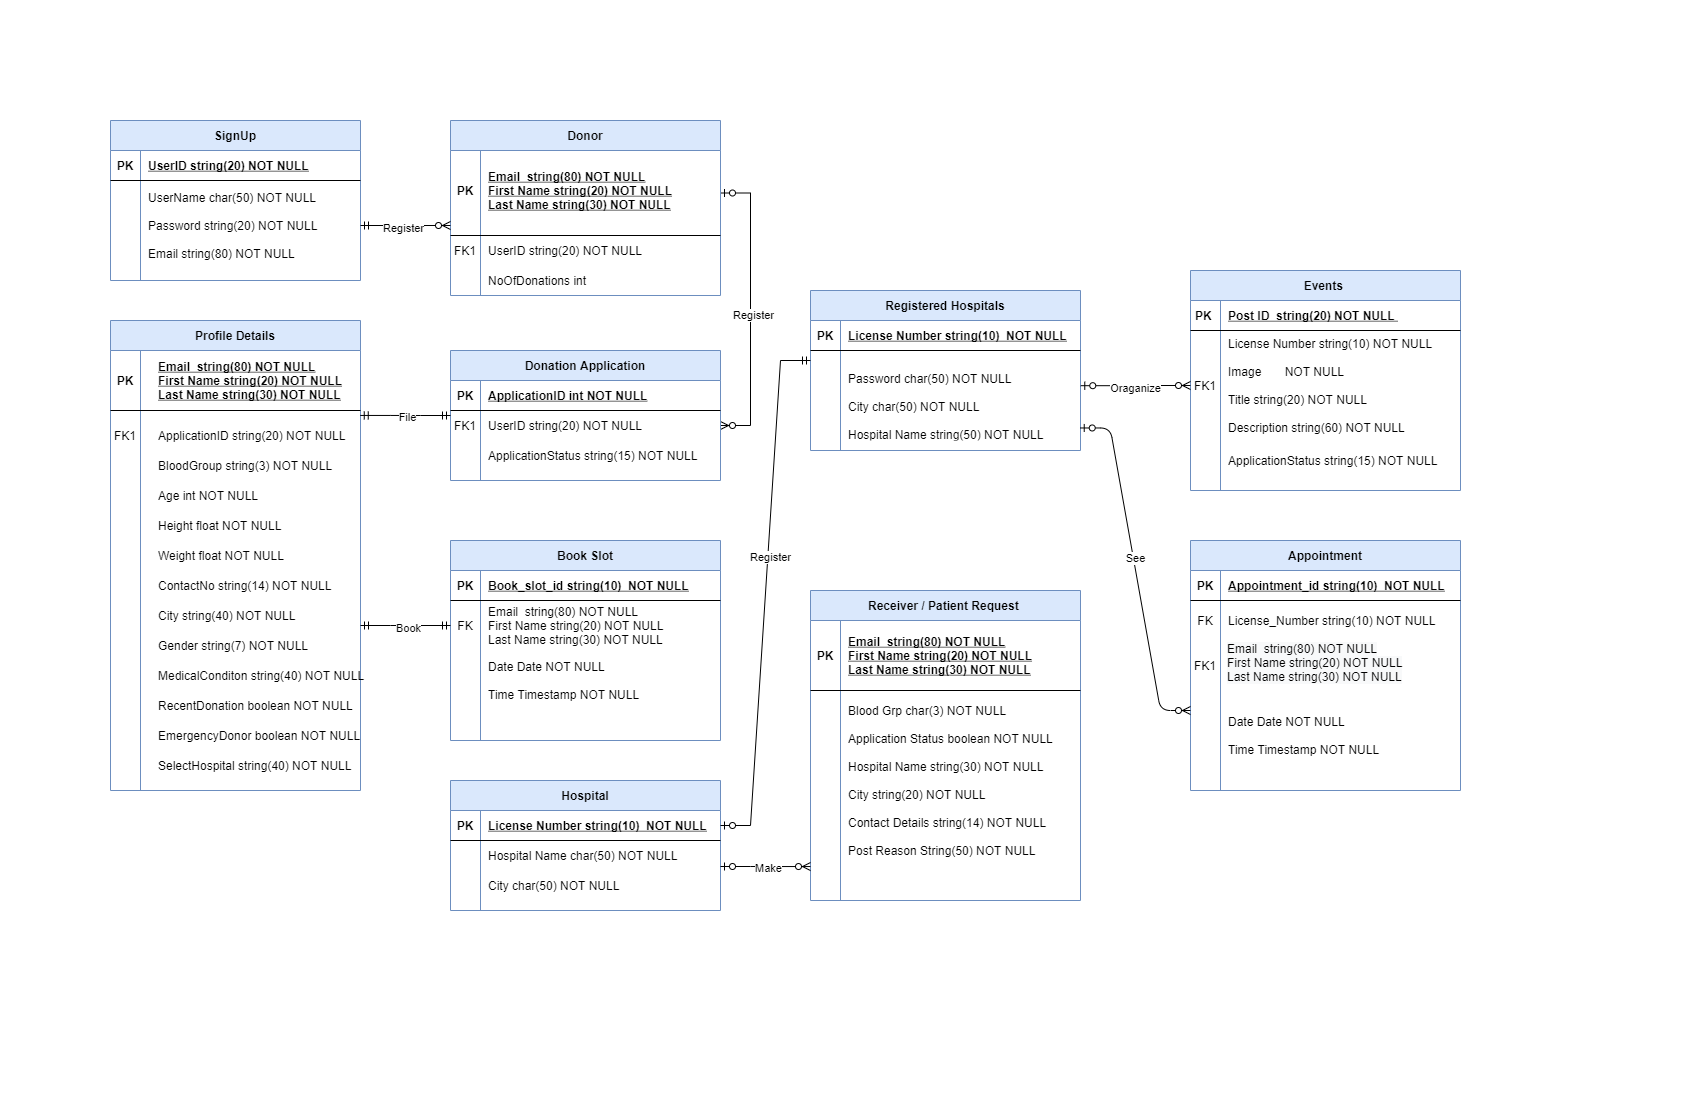 SignUp
PK
UserID string(20) NOT NULL
UserName char(50) NOT NULL
Password string(20) NOT NULL
Email string(80) NOT NULL
Register
Donor
PK
Email  string(80) NOT NULL
First Name string(20) NOT NULL
Last Name string(30) NOT NULL
FK1
UserID string(20) NOT NULL
NoOfDonations int
Register
Profile Details
PK
Email  string(80) NOT NULL
First Name string(20) NOT NULL
Last Name string(30) NOT NULL
FK1
ApplicationID string(20) NOT NULL
BloodGroup string(3) NOT NULL
Age int NOT NULL
Height float NOT NULL
Weight float NOT NULL
ContactNo string(14) NOT NULL
City string(40) NOT NULL
Gender string(7) NOT NULL
MedicalConditon string(40) NOT NULL
RecentDonation boolean NOT NULL
EmergencyDonor boolean NOT NULL
SelectHospital string(40) NOT NULL
File
Book
Donation Application
PK
ApplicationID int NOT NULL
FK1
UserID string(20) NOT NULL
ApplicationStatus string(15) NOT NULL
Book Slot
PK
Book_slot_id string(10)  NOT NULL
FK
Email  string(80) NOT NULL
First Name string(20) NOT NULL
Last Name string(30) NOT NULL
Date Date NOT NULL
Time Timestamp NOT NULL
Hospital
PK
License Number string(10)  NOT NULL
Hospital Name char(50) NOT NULL
City char(50) NOT NULL
Register
Make
Registered Hospitals
PK
License Number string(10)  NOT NULL
Password char(50) NOT NULL
City char(50) NOT NULL
Hospital Name string(50) NOT NULL
Receiver / Patient Request
PK
Email  string(80) NOT NULL
First Name string(20) NOT NULL
Last Name string(30) NOT NULL
Blood Grp char(3) NOT NULL
Application Status boolean NOT NULL
Hospital Name string(30) NOT NULL
City string(20) NOT NULL
Contact Details string(14) NOT NULL
Post Reason String(50) NOT NULL
Oraganize
See
Events
PK
Post ID  string(20) NOT NULL
License Number string(10) NOT NULL
Image NOT NULL
FK1
Title string(20) NOT NULL
Description string(60) NOT NULL
ApplicationStatus string(15) NOT NULL
Appointment
PK
Appointment_id string(10)  NOT NULL
FK
License_Number string(10) NOT NULL
FK1
Email  string(80) NOT NULL
First Name string(20) NOT NULL
Last Name string(30) NOT NULL
Date Date NOT NULL
Time Timestamp NOT NULL